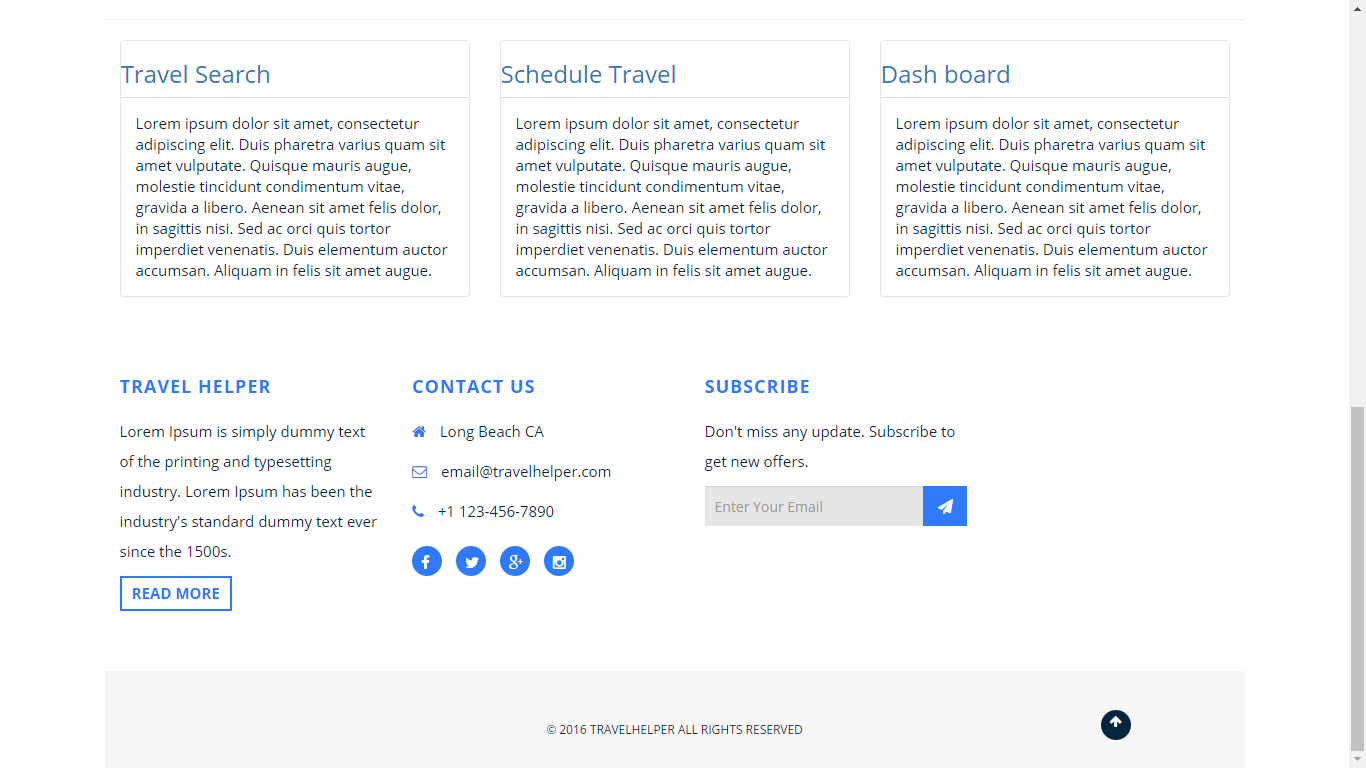 Travel Search
Lorem ipsum dolor sit amet, consectetur
adipiscing elit. Duis pharetra varius quam sit
amet vulputate. Quisque mauris augue,
molestie tincidunt condimentum vitae,
gravida a libero. Aenean sit amet felis dolor,
in sagittis nisi. Sed ac orci quis tortor
imperdiet venenatis. Duis elementum auctor
accumsan. Aliquam in felis sit amet augue.
Schedule Travel
Lorem ipsum dolor sit amet, consectetur
adipiscing elit. Duis pharetra varius quam sit
amet vulputate. Quisque mauris augue,
molestie tincidunt condimentum vitae,
gravida a libero. Aenean sit amet felis dolor,
in sagittis nisi. Sed ac orci quis tortor
imperdiet venenatis. Duis elementum auctor
accumsan. Aliquam in felis sit amet augue.
Dash board
Lorem ipsum dolor sit amet, consectetur
adipiscing elit. Duis pharetra varius quam sit
amet vulputate. Quisque mauris augue,
molestie tincidunt condimentum vitae,
gravida a libero. Aenean sit amet felis dolor,
in sagittis nisi. Sed ac orci quis tortor
imperdiet venenatis. Duis elementum auctor
accumsan. Aliquam in felis sit amet augue.
TRAVEL HELPER
Lorem Ipsum is simply dummy text
of the printing and typesetting
industry. Lorem Ipsum has been the
industry's standard dummy text ever
since the 1500s.
READ MORE
CONTACT US
Long Beach CA
email@travelhelper.com
+1 123-456-7890
SUBSCRIBE
Don't miss any update. Subscribe to
get new offers.
Enter Your Email
© 2016 TRAVELHELPER ALL RIGHTS RESERVED